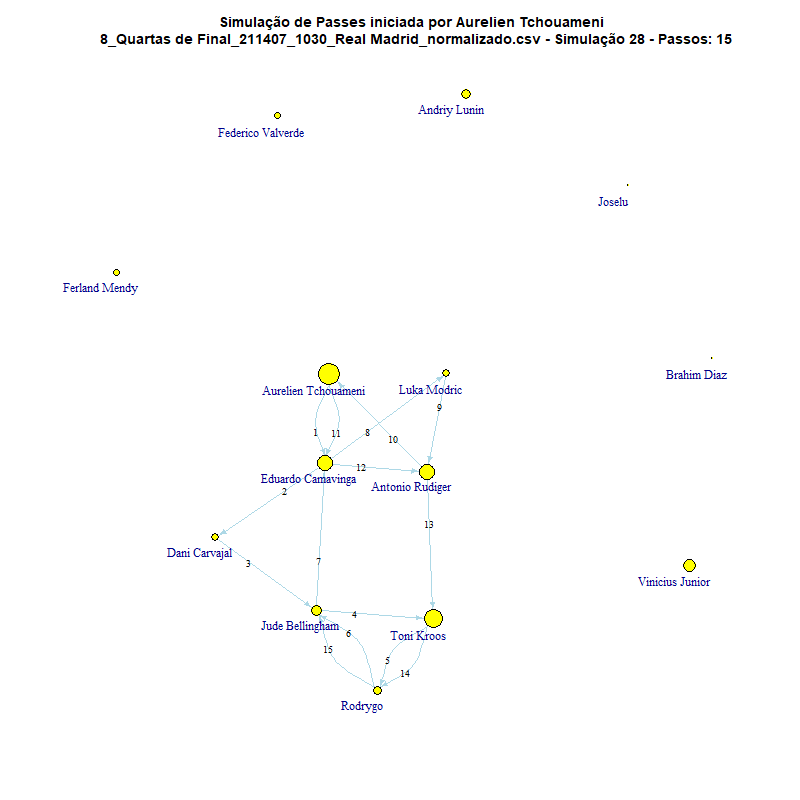 Simulação de Passes iniciada por Aurelien Tchouameni
8_Quartas de Final_211407_1030_Real Madrid_normalizado.csv - Simulação 28 - Passos: 15
Andriy Lunin
Federico Valverde
Joselu
Ferland Mendy
Brahim Diaz
Aurelien Tchouameni
Luka Modric
9
1
11
8
10
12
Eduardo Camavinga
Antonio Rudiger
2
13
Dani Carvajal
3
7
Vinicius Junior
4
Jude Bellingham
6
Toni Kroos
15
5
14
Rodrygo